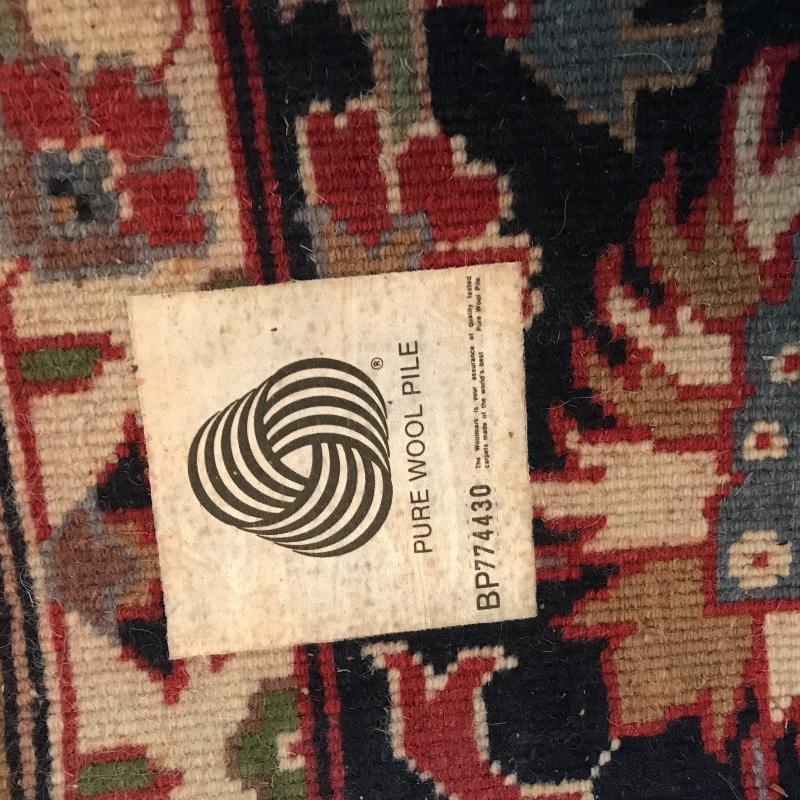 ®
PURE WOOL PILE
BP774430
The Woolmark is your assurance of quality tested
carpets made of the world's best ... Pure Wool Pile